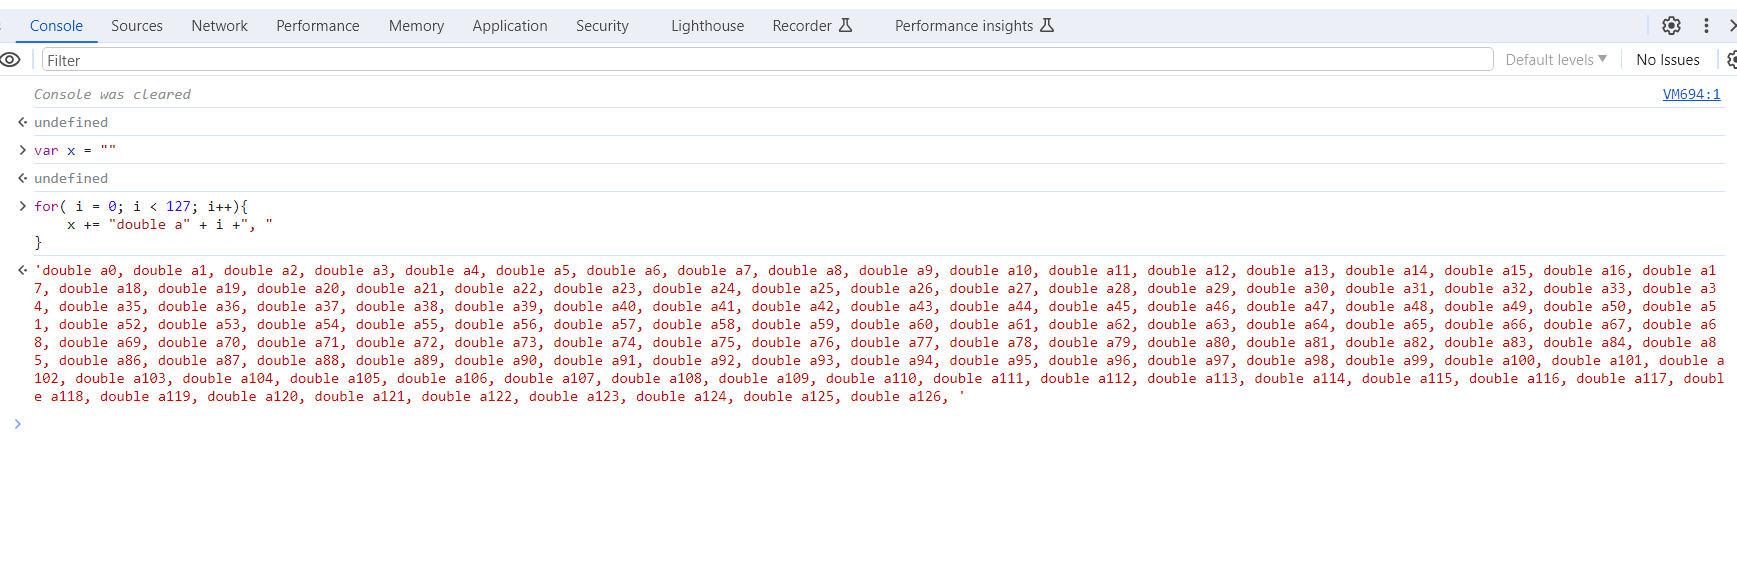 Console Sources Network Performance Memory Application Security Lighthouse Recorder Performance insights
Filter Default levels No Issues
Console was cleared VM694:1
undefined
var x = ""
undefined
for( i = 0; i < 127; i++){
x += "double a" + i +", "
}
'double a0, double a1, double a2, double a3, double a4, double a5, double a6, double a7, double a8, double a9, double a10, double a11, double a12, double a13, double a14, double a15, double a16, double a1
7, double a18, double a19, double a20, double a21, double a22, double a23, double a24, double a25, double a26, double a27, double a28, double a29, double a30, double a31, double a32, double a33, double a3
4, double a35, double a36, double a37, double a38, double a39, double a40, double a41, double a42, double a43, double a44, double a45, double a46, double a47, double a48, double a49, double a50, double a5
1, double a52, double a53, double a54, double a55, double a56, double a57, double a58, double a59, double a60, double a61, double a62, double a63, double a64, double a65, double a66, double a67, double a6
8, double a69, double a70, double a71, double a72, double a73, double a74, double a75, double a76, double a77, double a78, double a79, double a80, double a81, double a82, double a83, double a84, double a8
5, double a86, double a87, double a88, double a89, double a90, double a91, double a92, double a93, double a94, double a95, double a96, double a97, double a98, double a99, double a100, double a101, double a
102, double a103, double a104, double a105, double a106, double a107, double a108, double a109, double a110, double a111, double a112, double a113, double a114, double a115, double a116, double a117, doubl
e a118, double a119, double a120, double a121, double a122, double a123, double a124, double a125, double a126, '